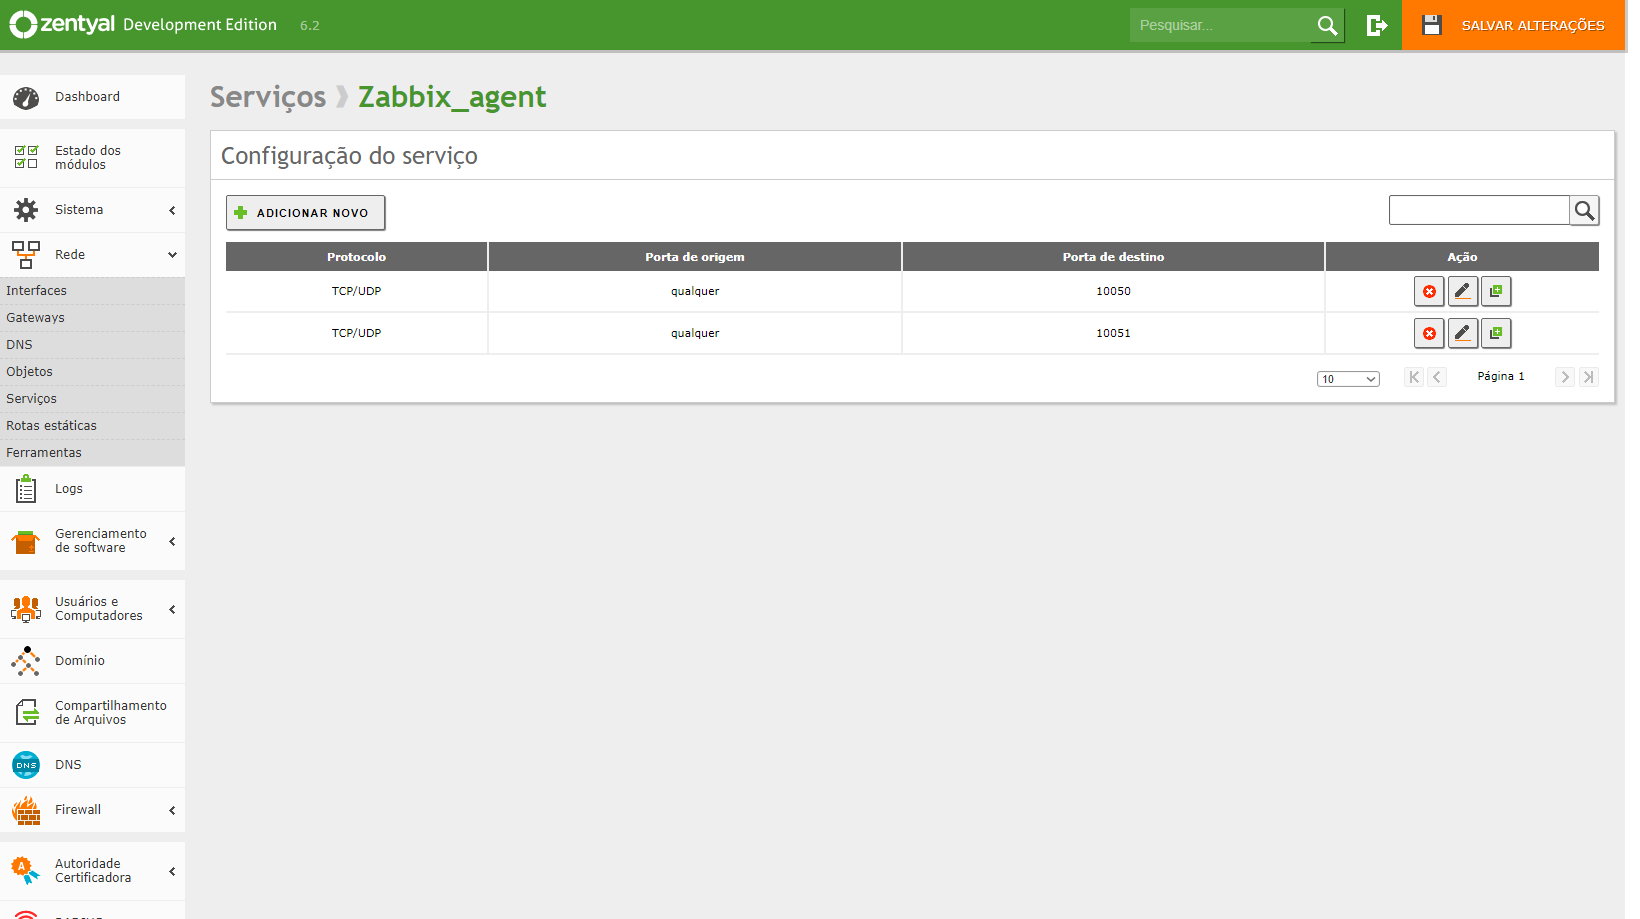 zentyal Development Edition 6.2
Pesquisar...
SALVAR ALTERAÇÕES
Dashboard
Estado dos
módulos
Sistema
Rede
Interfaces
Gateways
DNS
Objetos
Serviços
Rotas estáticas
Ferramentas
Logs
Gerenciamento
de software
Usuários e
Computadores
Domínio
Compartilhamento
de Arquivos
DNS
DNS
Firewall
A
Autoridade
Certificadora
Serviços Zabbix_agent
Configuração do serviço
ADICIONAR NOVO
Protocolo Porta de origem Porta de destino Ação
TCP/UDP qualquer 10050
TCP/UDP qualquer 10051
10 Página 1